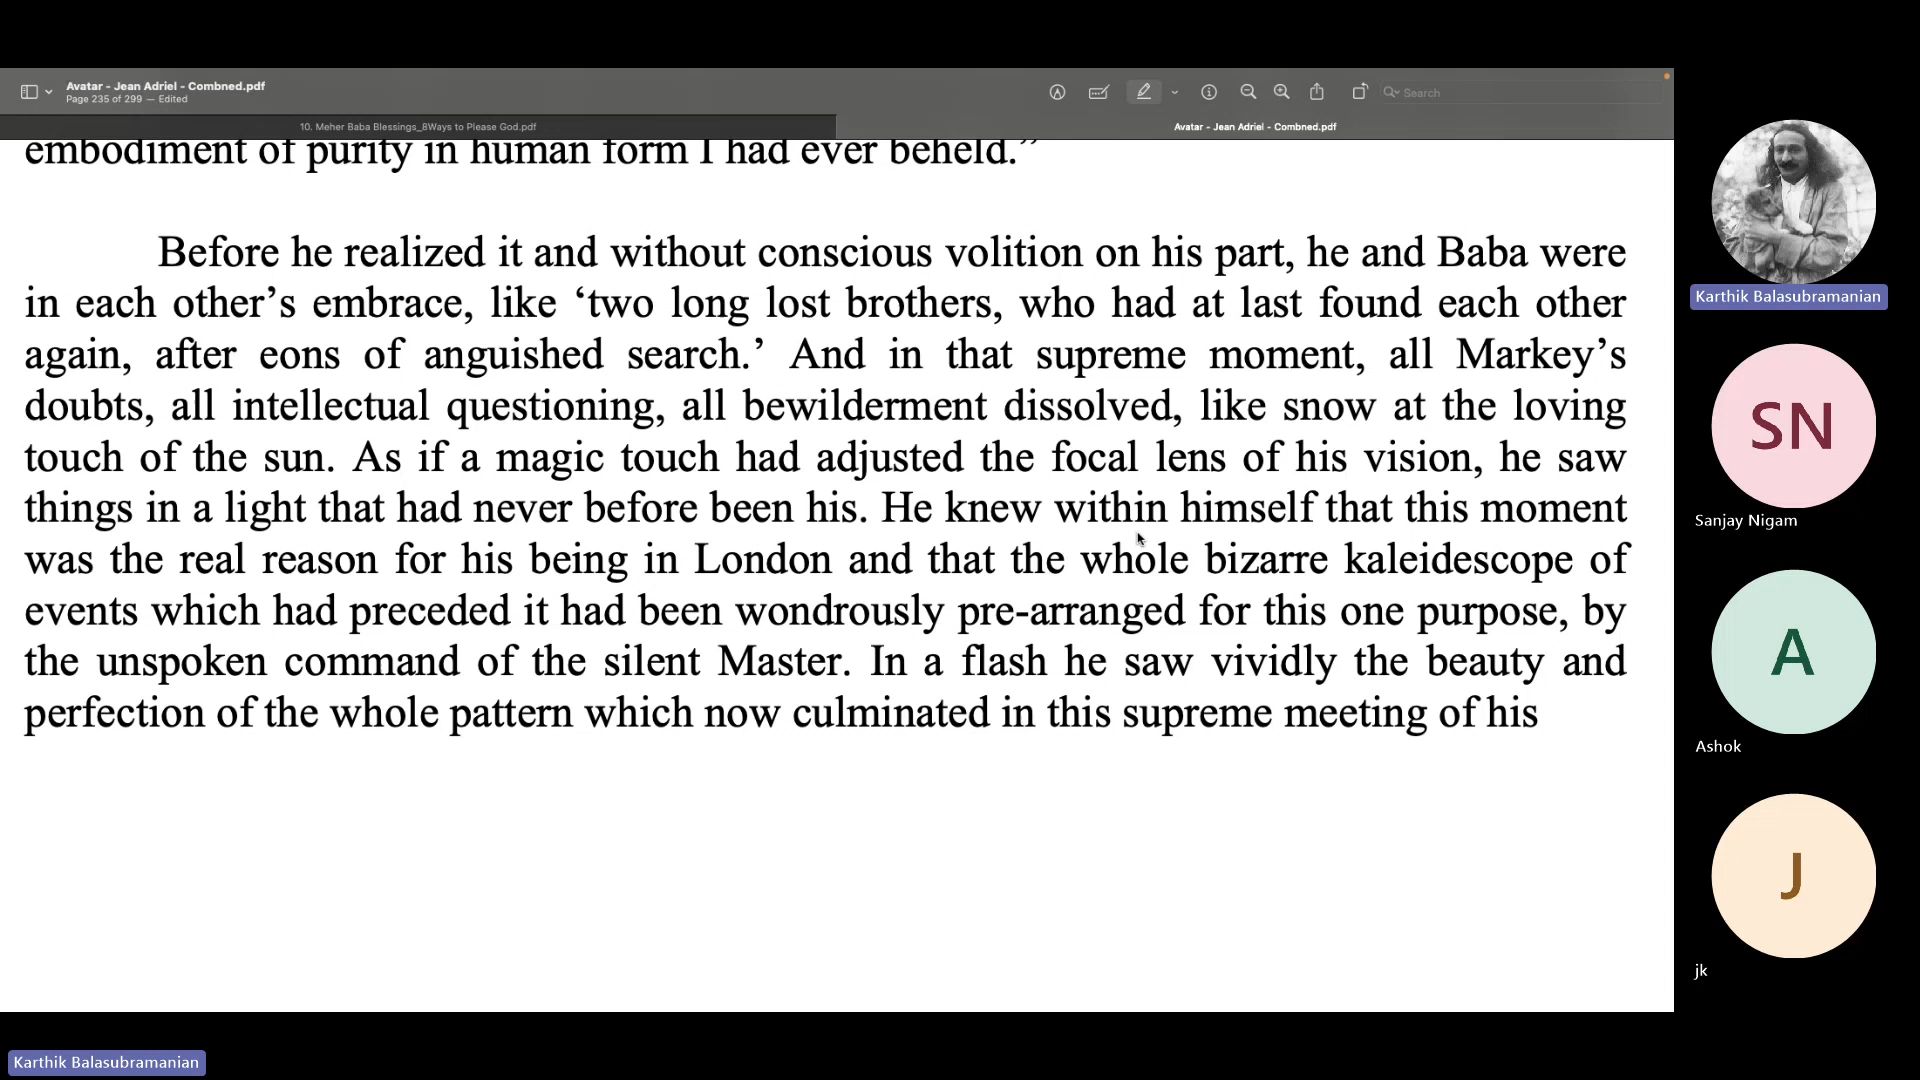 Avatar - Jean Adriel - Combned.pdf
Page 235 of 299 — Edited
Search
10. Meher Baba Blessings_8Ways to Please God.pdf
Avatar - Jean Adriel - Combned.pdf
embodiment of purity in human form I had ever beheld.”
Before he realized it and without conscious volition on his part, he and Baba were
in each other’s embrace, like ‘two long lost brothers, who had at last found each other
again, after eons of anguished search.’ And in that supreme moment, all Markey’s
doubts, all intellectual questioning, all bewilderment dissolved, like snow at the loving
touch of the sun. As if a magic touch had adjusted the focal lens of his vision, he saw
things in a light that had never before been his. He knew within himself that this moment
was the real reason for his being in London and that the whole bizarre kaleidescope of
events which had preceded it had been wondrously pre-arranged for this one purpose, by
the unspoken command of the silent Master. In a flash he saw vividly the beauty and
perfection of the whole pattern which now culminated in this supreme meeting of his
Karthik Balasubramanian
SN
Sanjay Nigam
A
Ashok
J
jk
Karthik Balasubramanian